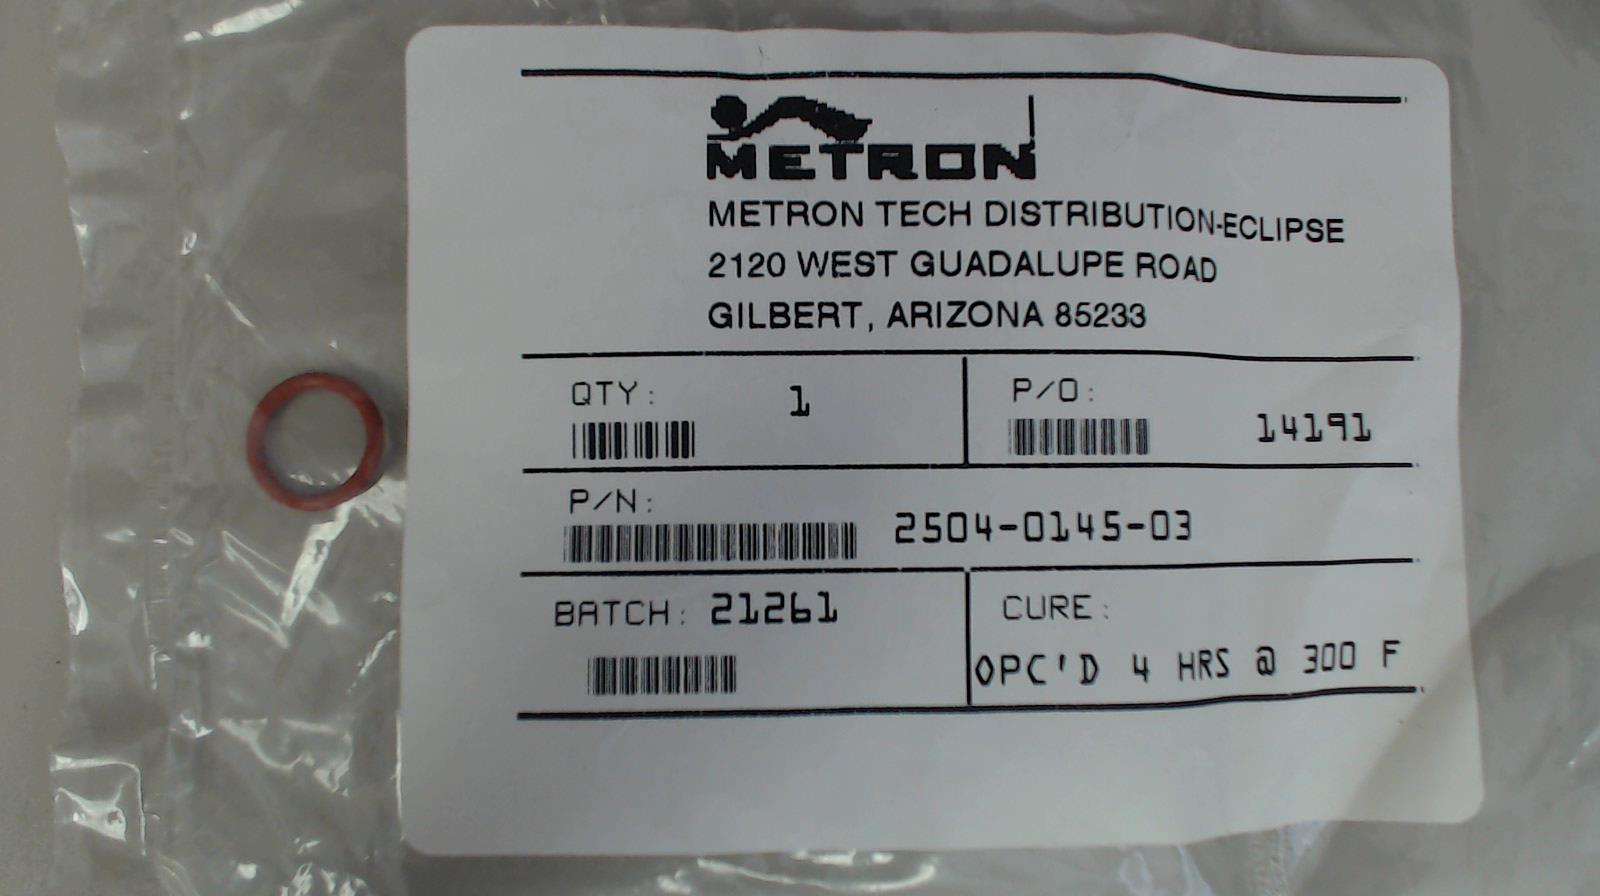 METRON
METRON TECH DISTRIBUTION-ECLIPSE
2120 WEST GUADALUPE ROAD
GILBERT, ARIZONA 85233
QTY: 1
P/O: 14191
P/N: 2504-0145-03
BATCH: 21261
CURE:
OPC'D 4 HRS @ 300 F